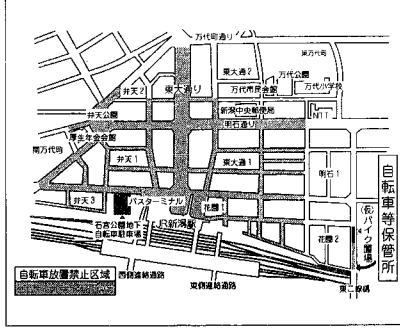 万代町通り
東万代町
弁天2
東大通り
東大通2
万代公園
万代市民会館
万代小学校
弁天公園
新潟中央郵便局
明石通り
NTT
厚生年金会館
南万代町
弁天1
東大通1
明石1
弁天3
バスターミナル
花園1
石宮公園地下
自転車駐車場
JR新潟駅
花園2
(仮)バイク置場
自転車等保管所
自転車放置禁止区域
西側連絡通路
東側連絡通路
東二線橋